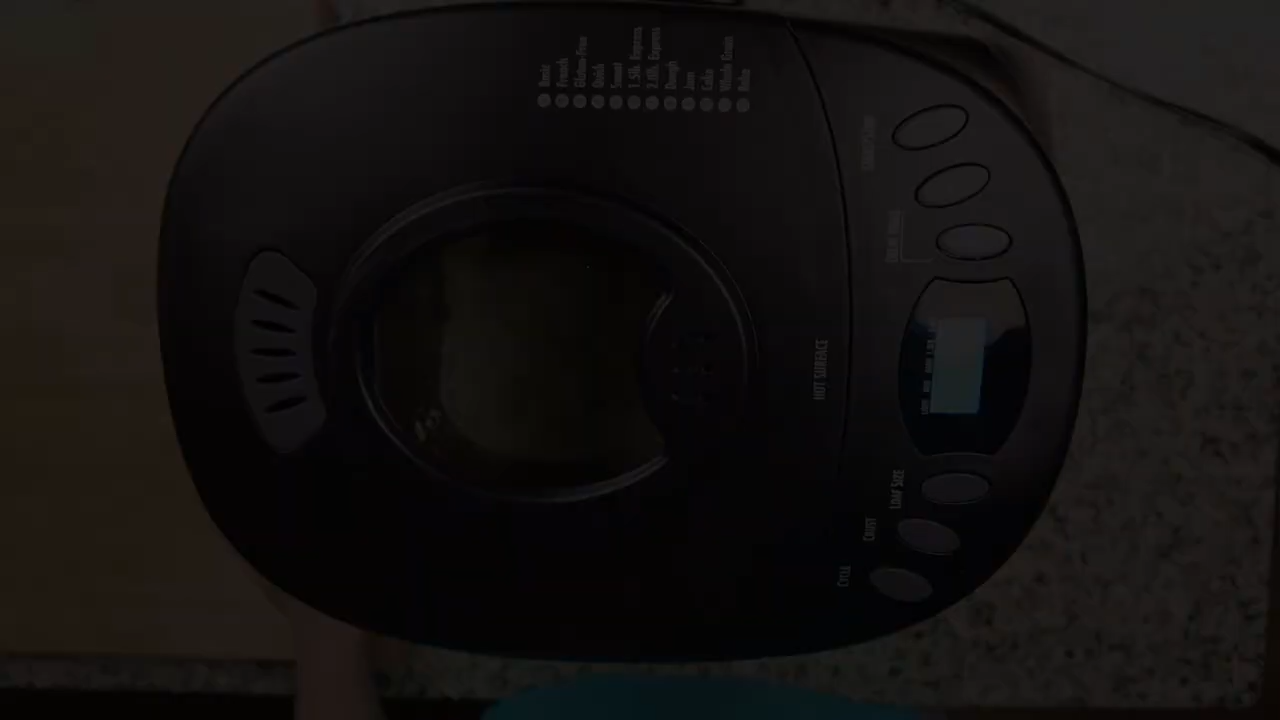 Basic
French
Gluten-Free
Quick
Sweet
1.5lb. Express
2.0lb. Express
Dough
Jam
Cake
Whole Grain
Bake
HOT SURFACE
LOAF SIZE
CRUST
CYCLE